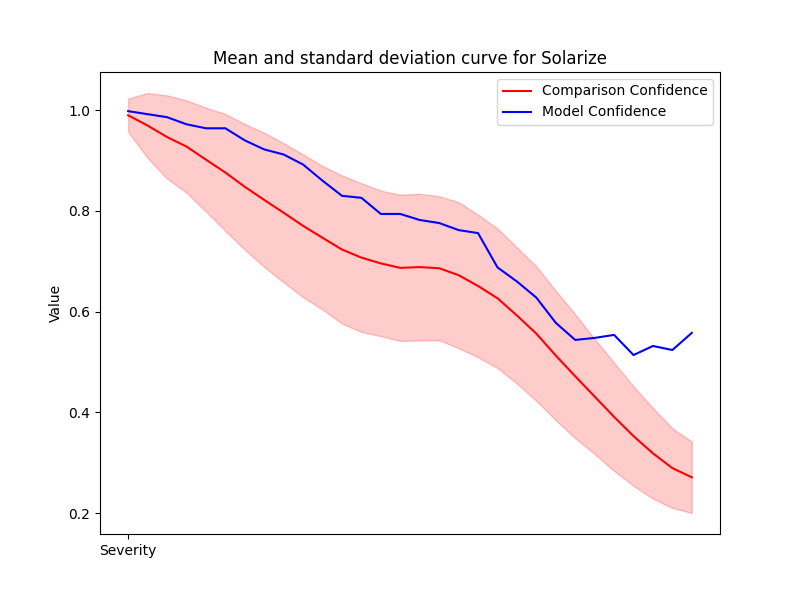 Mean and standard deviation curve for Solarize
Comparison Confidence
Model Confidence
1.0
0.8
0.6
0.4
0.2
Value
Severity